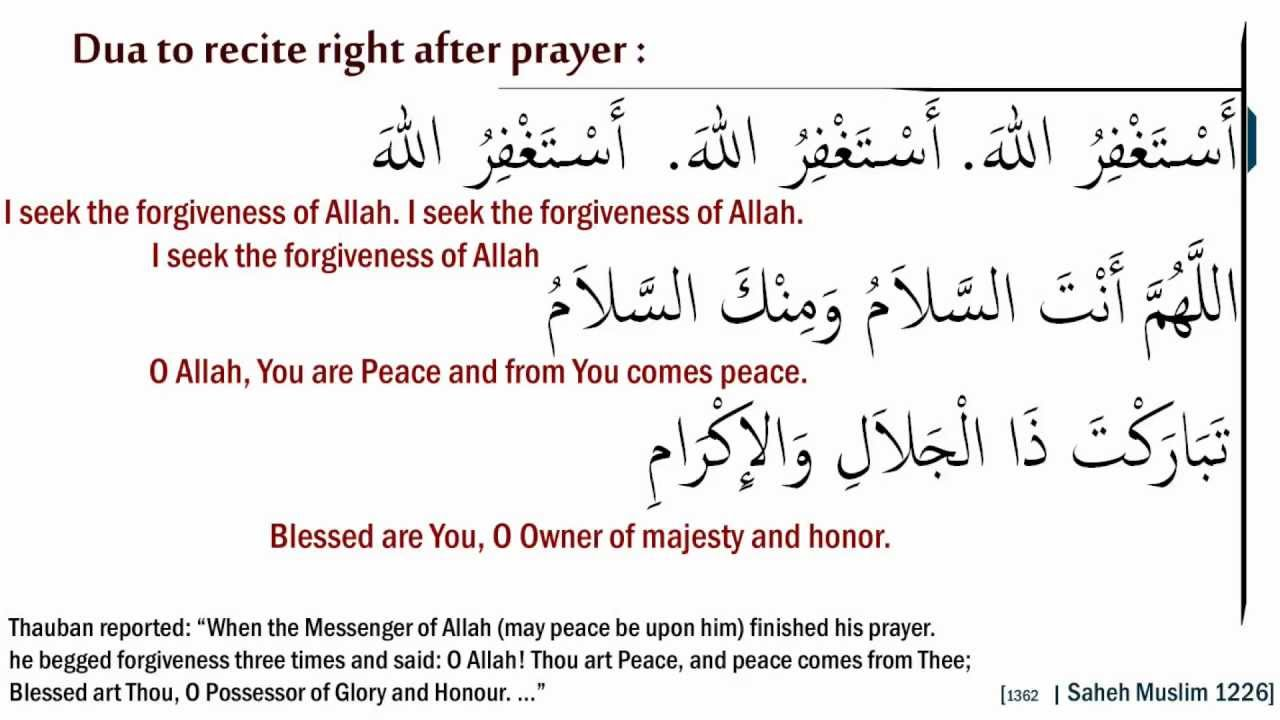 Dua to recite right after prayer :
أَسْتَغْفِرُ اللهَ. أَسْتَغْفِرُ اللهَ. أَسْتَغْفِرُ اللهَ
I seek the forgiveness of Allah. I seek the forgiveness of Allah.
I seek the forgiveness of Allah
اللَّهُمَّ أَنْتَ السَّلاَمُ وَمِنْكَ السَّلاَمُ
O Allah, You are Peace and from You comes peace.
تَبَارَكْتَ ذَا الْجَلاَلِ وَالإِكْرَامِ
Blessed are You, O Owner of majesty and honor.
Thauban reported: “When the Messenger of Allah (may peace be upon him) finished his prayer.
he begged forgiveness three times and said: O Allah! Thou art Peace, and peace comes from Thee;
Blessed art Thou, O Possessor of Glory and Honour. ...”
[1362 | Saheh Muslim 1226]